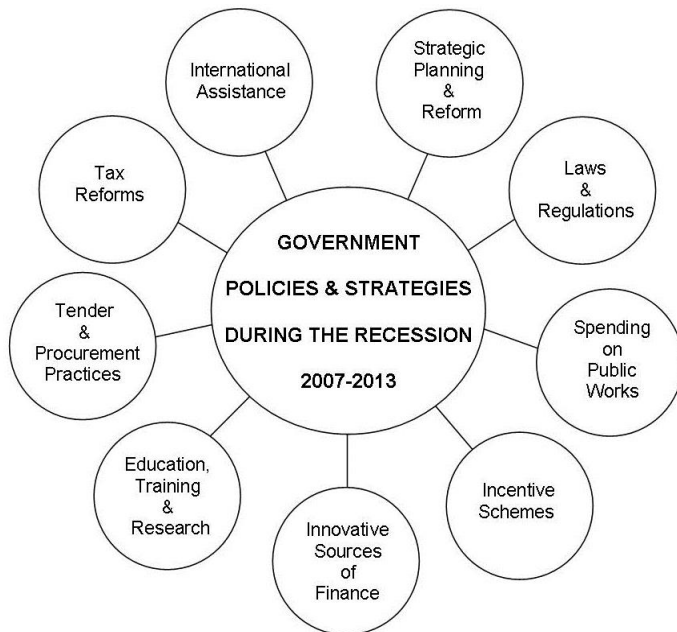 International
Assistance
Strategic
Planning
&
Reform
Tax
Reforms
Laws
&
Regulations
GOVERNMENT
POLICIES & STRATEGIES
DURING THE RECESSION
2007-2013
Tender
&
Procurement
Practices
Spending
on
Public
Works
Education,
Training
&
Research
Innovative
Sources
of
Finance
Incentive
Schemes